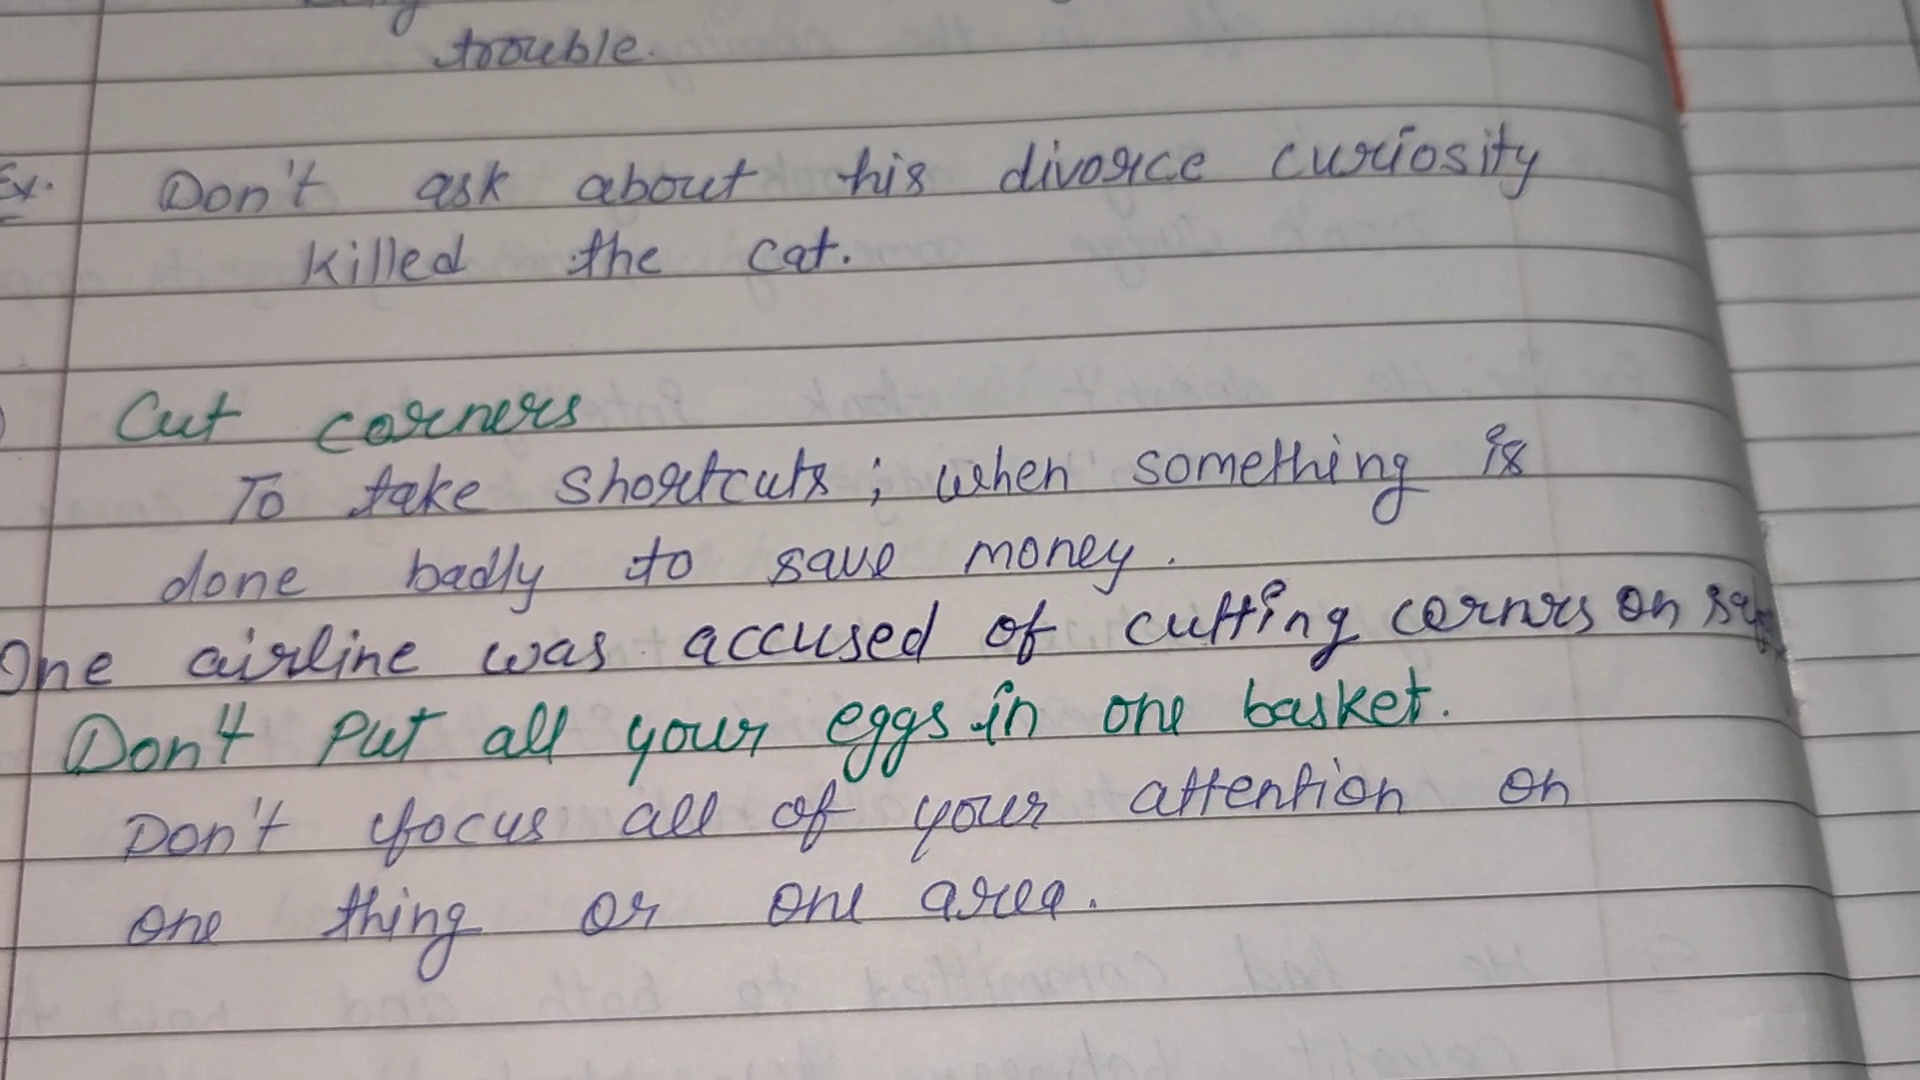 trouble.
Ex. Don't ask about his divorce curiosity
killed the cat.
Cut corners
To take shortcuts; when something is
done badly to save money.
One airline was accused of cutting cornrs on
Don't Put all your eggs in one basket.
Don't focus all of your attention on
one thing or one area.